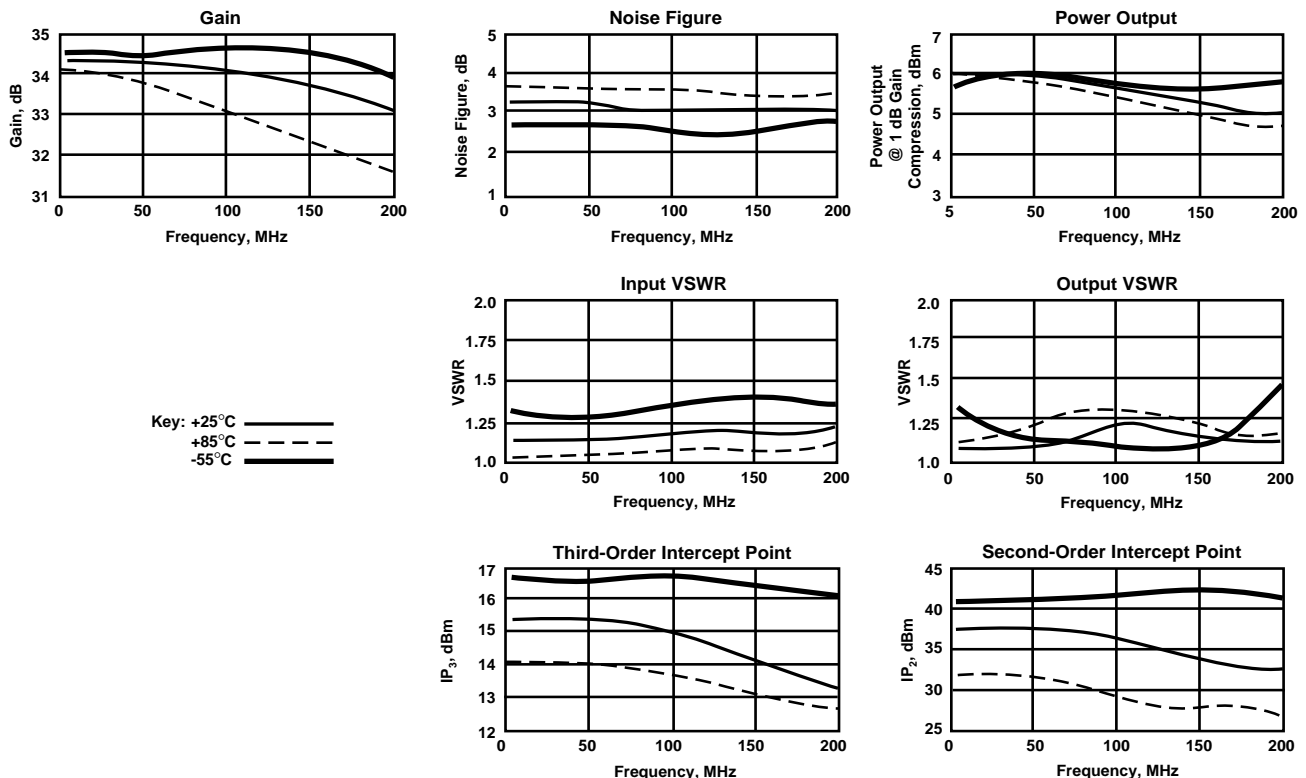 Gain
35
34
33
32
31
Gain, dB
0 50 100 150 200
Frequency, MHz
Noise Figure
5
4
3
2
1
Noise Figure, dB
0 50 100 150 200
Frequency, MHz
Power Output
7
6
5
4
3
Power Output
@ 1 dB Gain
Compression, dBm
5 50 100 150 200
Frequency, MHz
Key: +25°C
+85°C
-55°C
Input VSWR
2.0
1.75
1.5
1.25
1.0
VSWR
0 50 100 150 200
Frequency, MHz
Output VSWR
2.0
1.75
1.5
1.25
1.0
VSWR
0 50 100 150 200
Frequency, MHz
Third-Order Intercept Point
17
16
15
14
13
12
IP3, dBm
0 50 100 150 200
Frequency, MHz
Second-Order Intercept Point
45
40
35
30
25
IP2, dBm
0 50 100 150 200
Frequency, MHz